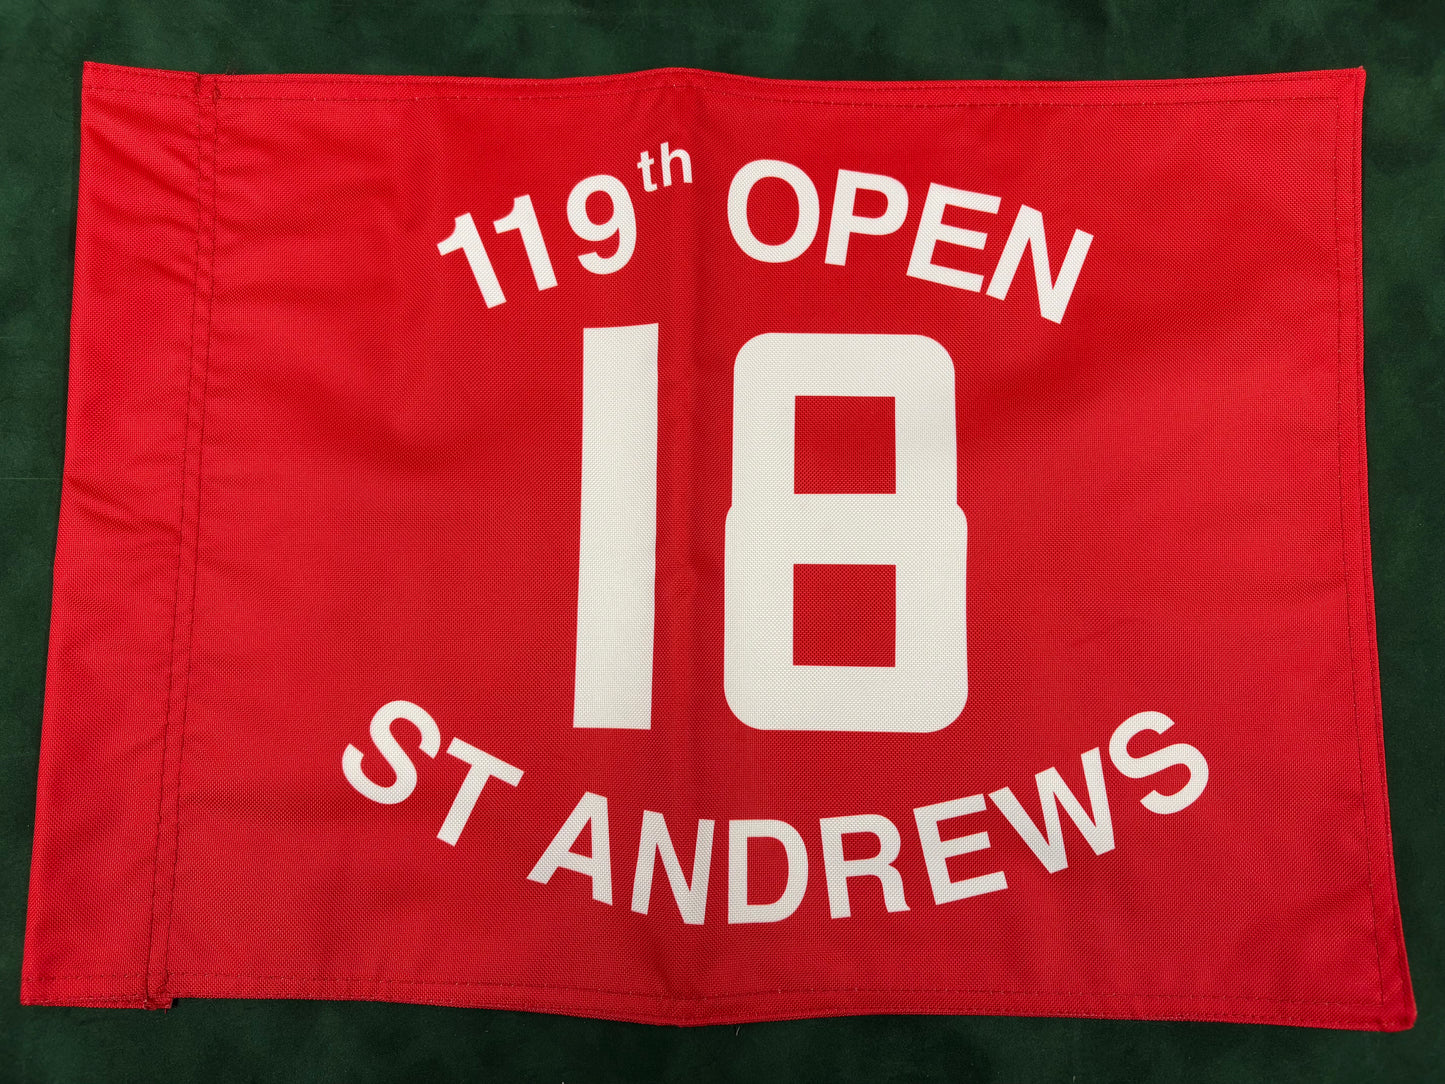 119th OPEN
18
ST ANDREWS